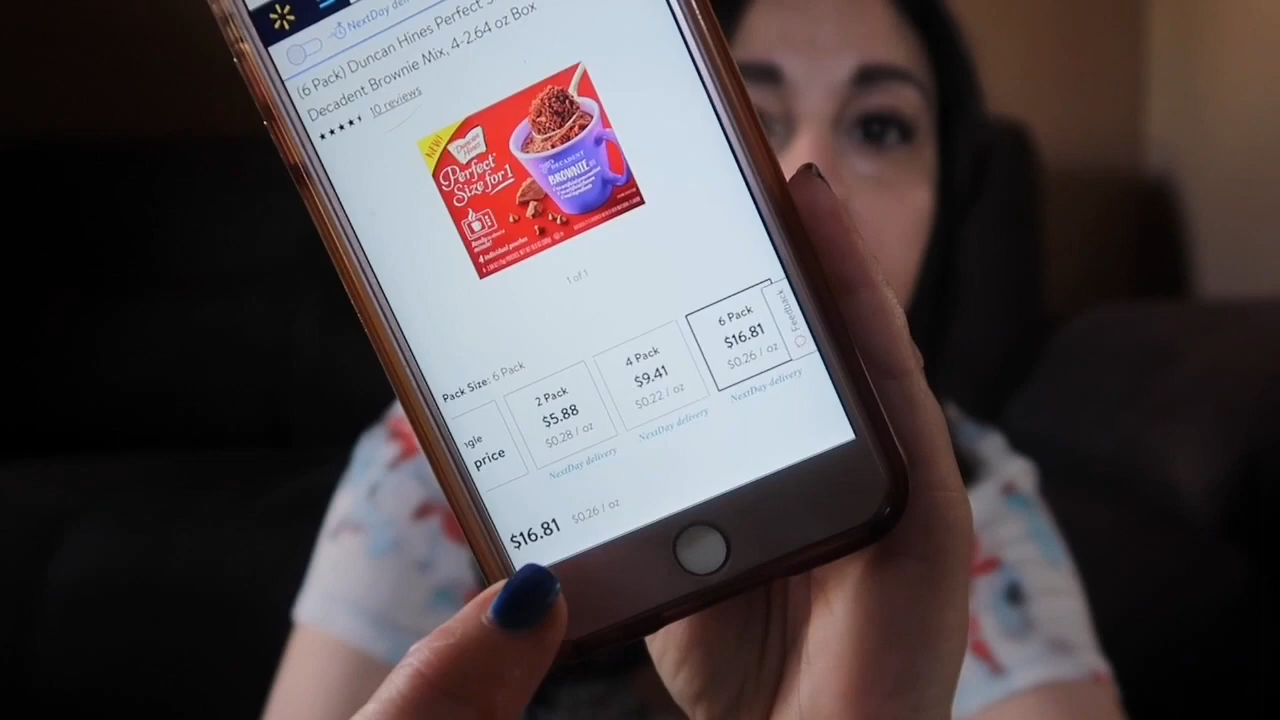 NextDay
(6 Pack) Duncan Hines Perfect
Decadent Brownie Mix, 4-2.64 oz Box
10 reviews
NEW!
Duncan
Hines
Perfect
Size for 1
DECADENT
BROWNIE
4 individual pouches
1 of 1
Pack Size: 6 Pack
price
2 Pack
$5.88
$0.28 / oz
NextDay delivery
4 Pack
$9.41
$0.22 / oz
NextDay delivery
6 Pack
$16.81
$0.26 / oz
NextDay delivery
Feedback
$16.81 $0.26 / oz